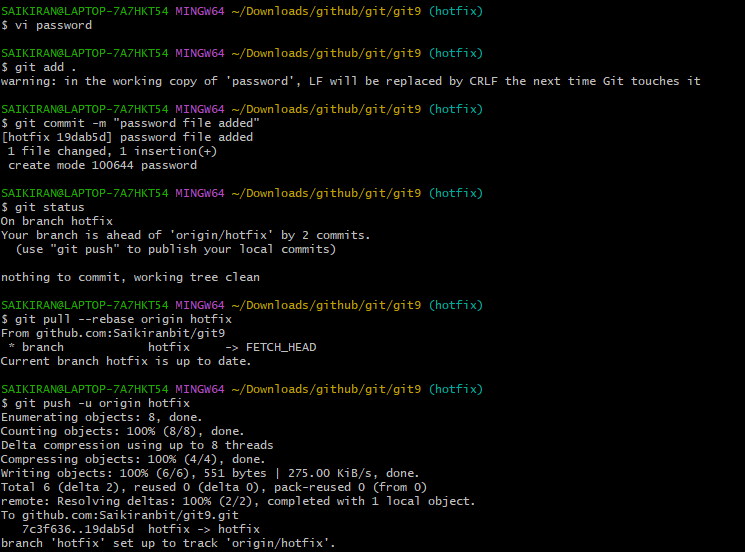 SAIKIRAN@LAPTOP-7A7HKT54 MINGW64 ~/Downloads/github/git/git9 (hotfix)
$ vi password
SAIKIRAN@LAPTOP-7A7HKT54 MINGW64 ~/Downloads/github/git/git9 (hotfix)
$ git add .
warning: in the working copy of 'password', LF will be replaced by CRLF the next time Git touches it
SAIKIRAN@LAPTOP-7A7HKT54 MINGW64 ~/Downloads/github/git/git9 (hotfix)
$ git commit -m "password file added"
[hotfix 19dab5d] password file added
 1 file changed, 1 insertion(+)
 create mode 100644 password
SAIKIRAN@LAPTOP-7A7HKT54 MINGW64 ~/Downloads/github/git/git9 (hotfix)
$ git status
On branch hotfix
Your branch is ahead of 'origin/hotfix' by 2 commits.
  (use "git push" to publish your local commits)
nothing to commit, working tree clean
SAIKIRAN@LAPTOP-7A7HKT54 MINGW64 ~/Downloads/github/git/git9 (hotfix)
$ git pull --rebase origin hotfix
From github.com:Saikiranbit/git9
 * branch            hotfix     -> FETCH_HEAD
Current branch hotfix is up to date.
SAIKIRAN@LAPTOP-7A7HKT54 MINGW64 ~/Downloads/github/git/git9 (hotfix)
$ git push -u origin hotfix
Enumerating objects: 8, done.
Counting objects: 100% (8/8), done.
Delta compression using up to 8 threads
Compressing objects: 100% (4/4), done.
Writing objects: 100% (6/6), 551 bytes | 275.00 KiB/s, done.
Total 6 (delta 2), reused 0 (delta 0), pack-reused 0 (from 0)
remote: Resolving deltas: 100% (2/2), completed with 1 local object.
To github.com:Saikiranbit/git9.git
   7c3f636..19dab5d  hotfix -> hotfix
branch 'hotfix' set up to track 'origin/hotfix'.